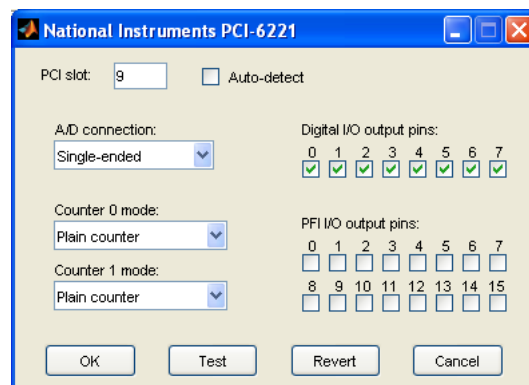 National Instruments PCI-6221
PCI slot: 9 Auto-detect
A/D connection:
Single-ended
Digital I/O output pins:
0 1 2 3 4 5 6 7
Counter 0 mode:
Plain counter
Counter 1 mode:
Plain counter
PFI I/O output pins:
0 1 2 3 4 5 6 7
8 9 10 11 12 13 14 15
OK Test Revert Cancel